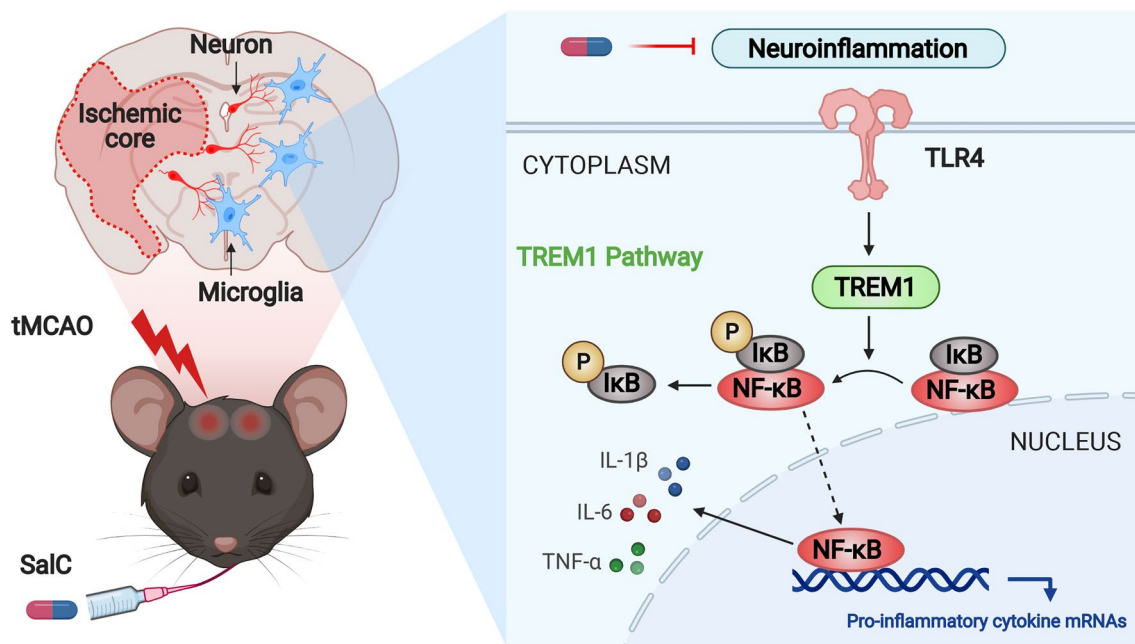 Neuron
Ischemic
core
Microglia
tMCAO
SalC
Neuroinflammation
CYTOPLASM
TLR4
TREM1 Pathway
TREM1
P
IκB
NF-κB
P
IκB
IκB
NF-κB
NUCLEUS
IL-1β
IL-6
TNF-α
NF-κB
Pro-inflammatory cytokine mRNAs